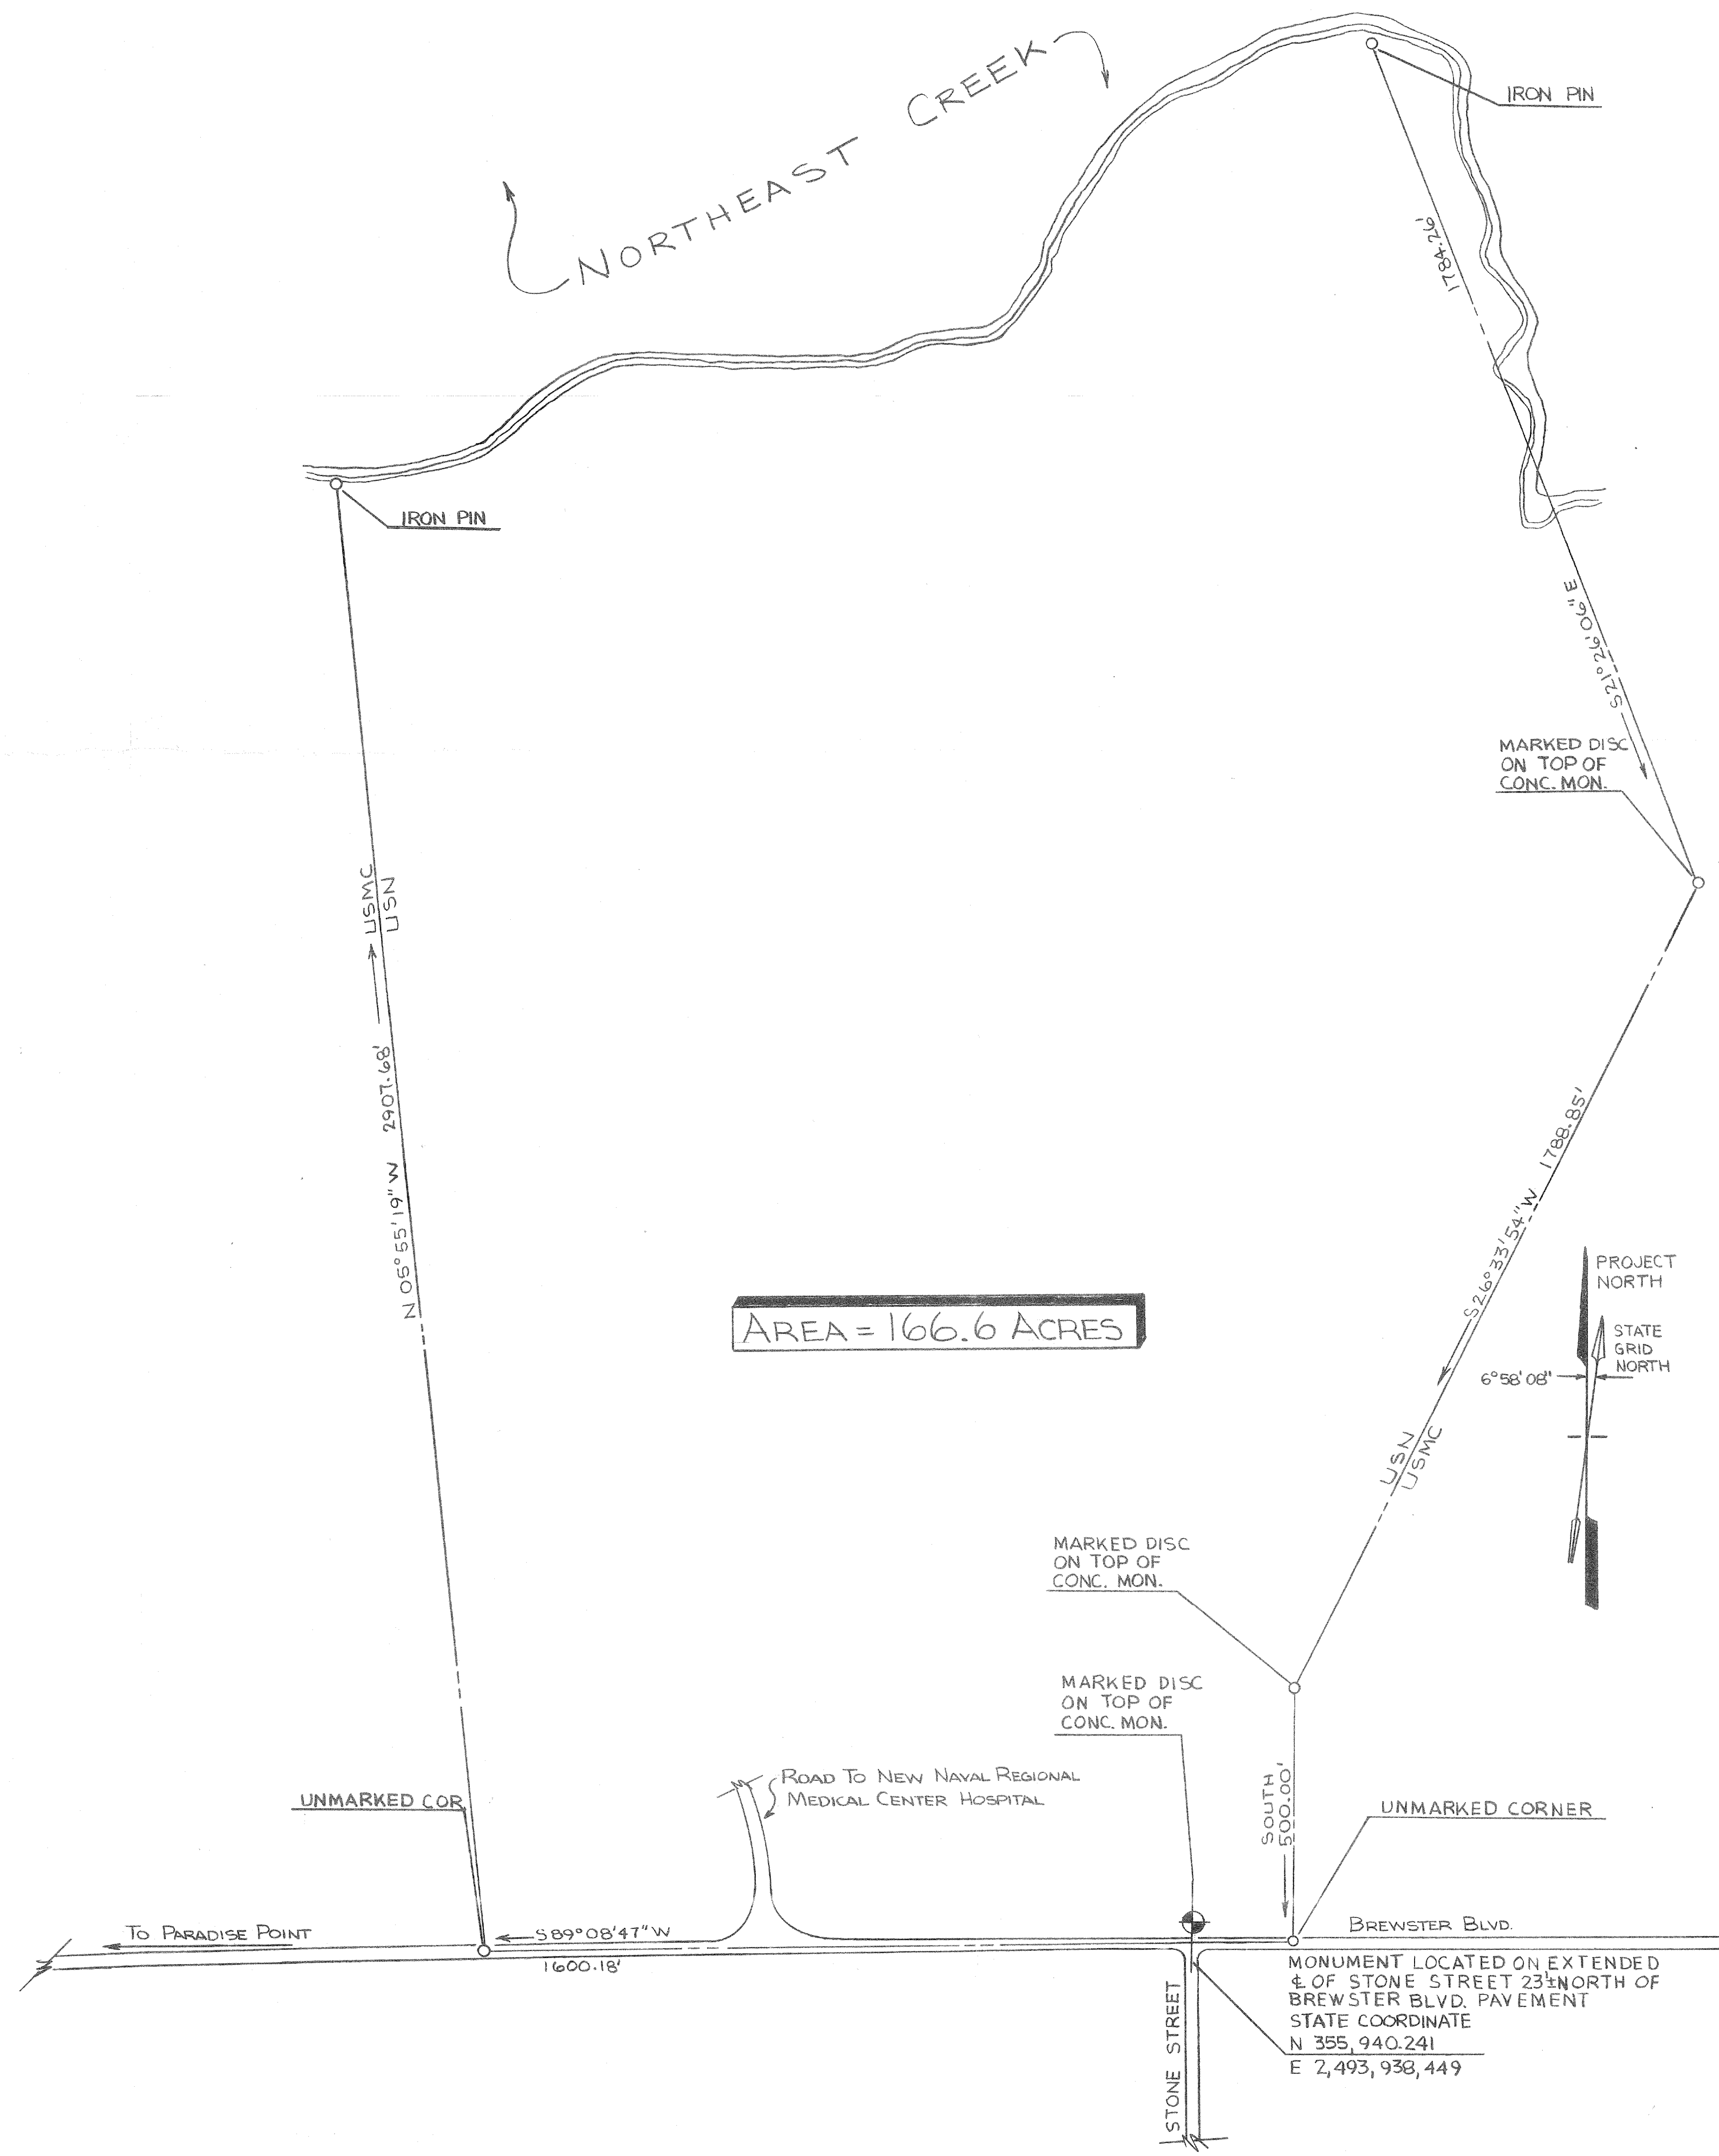 NORTHEAST CREEK
IRON PIN
1784.26'
IRON PIN
S21°26'06"E
MARKED DISC
ON TOP OF
CONC. MON.
USMC
USN
N 05°55'19"W 2907.68'
S26°33'54"W 1788.85'
PROJECT
NORTH
STATE
GRID
NORTH
6°58'08"
AREA = 166.6 ACRES
USN
USMC
MARKED DISC
ON TOP OF
CONC. MON.
MARKED DISC
ON TOP OF
CONC. MON.
ROAD TO NEW NAVAL REGIONAL
MEDICAL CENTER HOSPITAL
UNMARKED COR
SOUTH
500.00'
UNMARKED CORNER
TO PARADISE POINT
S89°08'47"W
1600.18'
BREWSTER BLVD.
MONUMENT LOCATED ON EXTENDED
℄ OF STONE STREET 23'± NORTH OF
BREWSTER BLVD. PAVEMENT
STATE COORDINATE
N 355,940.241
E 2,493,938,449
STONE STREET